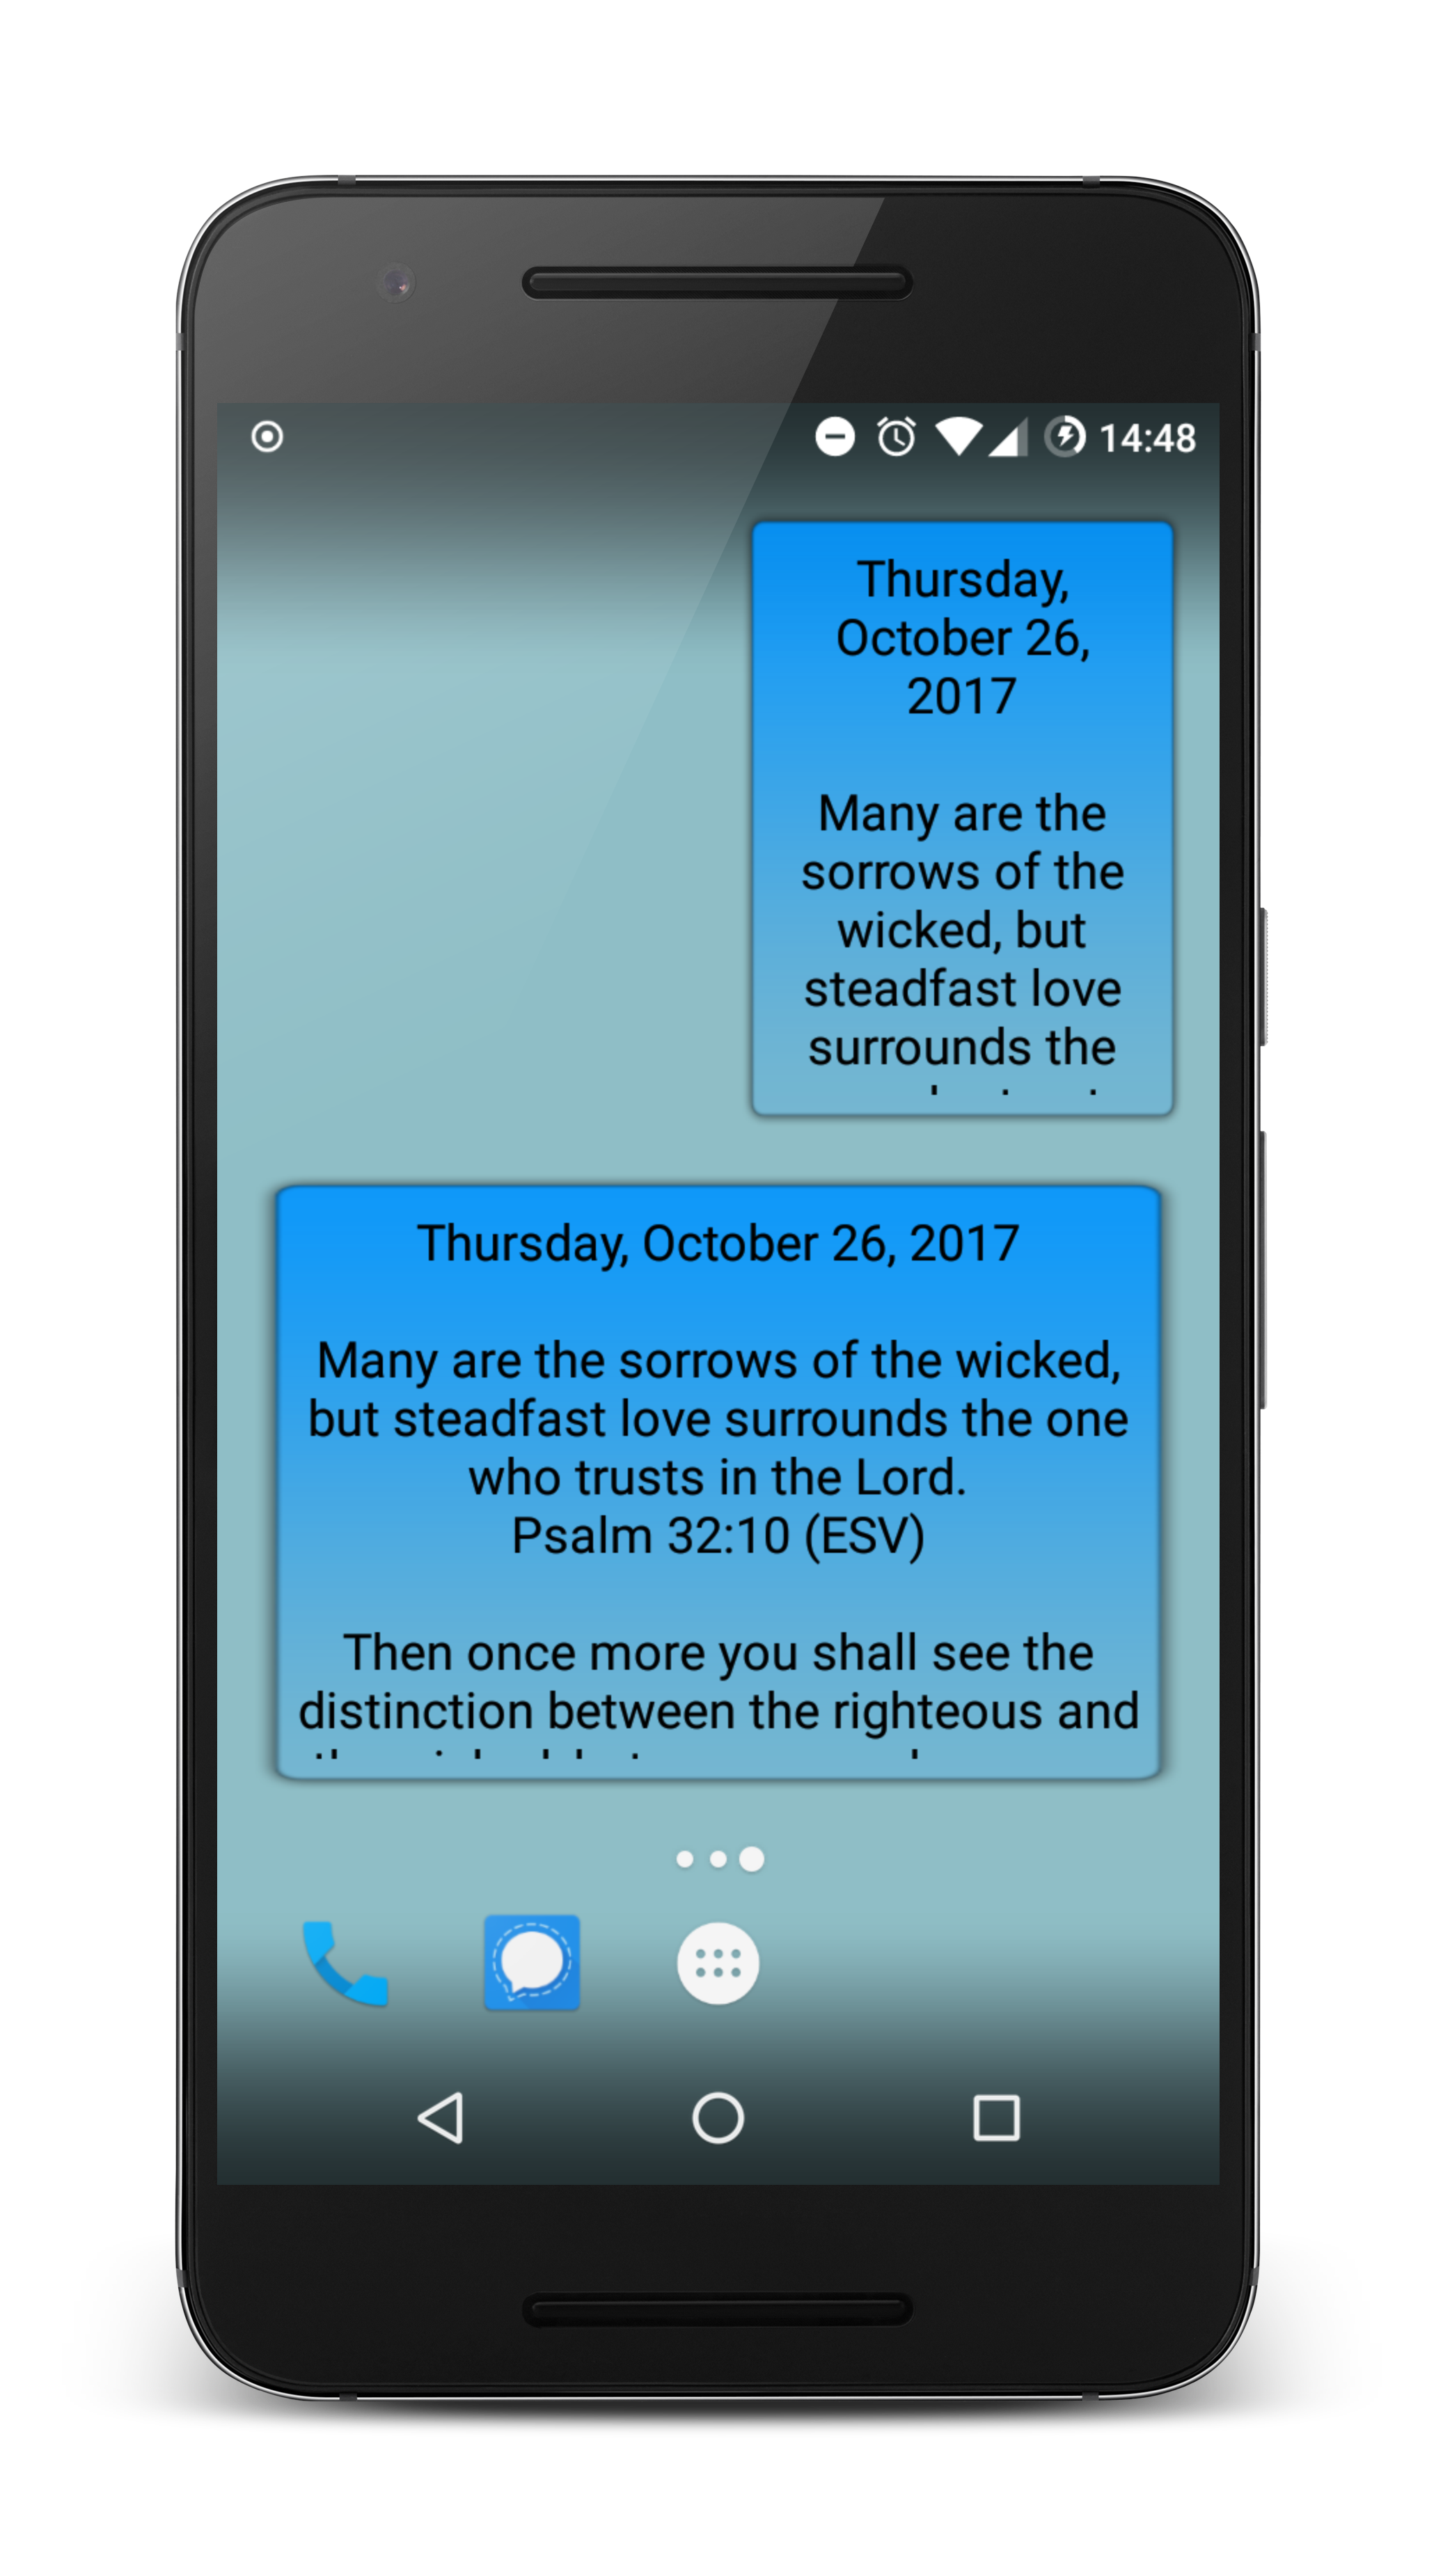 14:48
Thursday,
October 26,
2017
Many are the
sorrows of the
wicked, but
steadfast love
surrounds the
Thursday, October 26, 2017
Many are the sorrows of the wicked,
but steadfast love surrounds the one
who trusts in the Lord.
Psalm 32:10 (ESV)
Then once more you shall see the
distinction between the righteous and